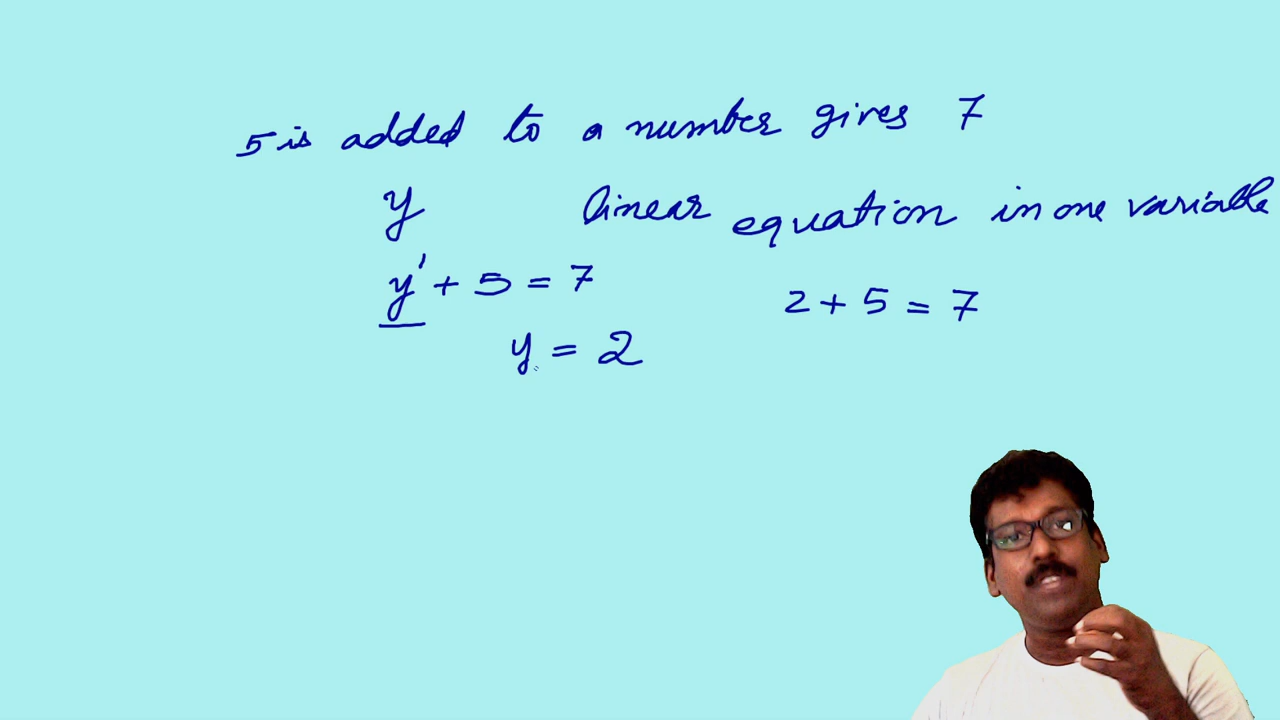 5 is added to a number gives 7
y linear equation in one variable
y' + 5 = 7
2 + 5 = 7
y = 2